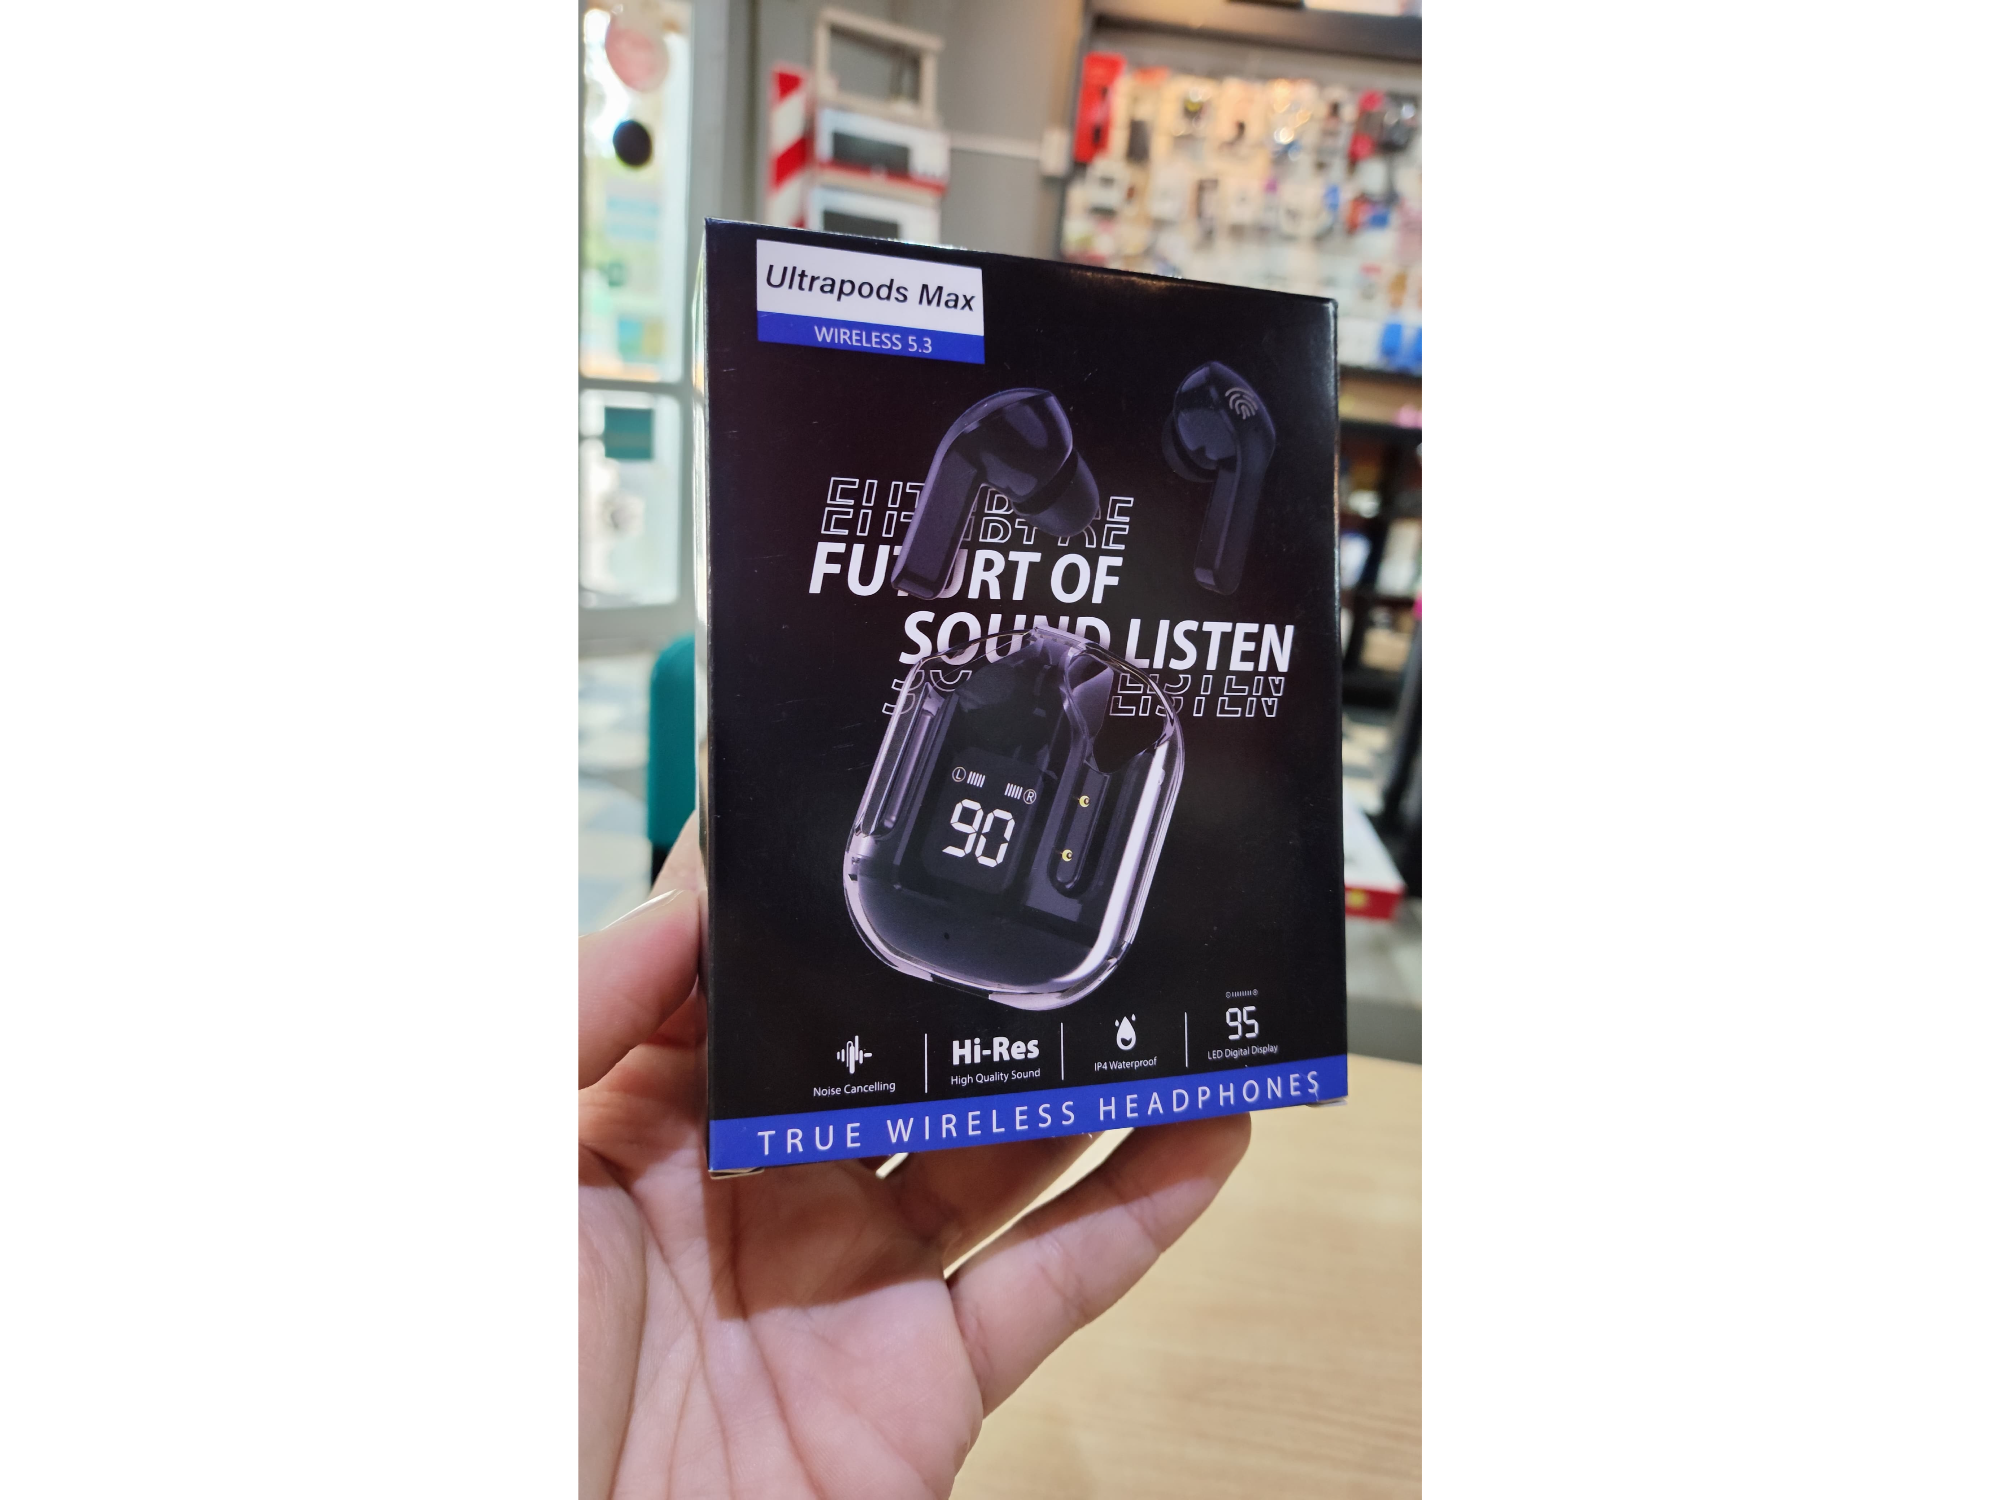 Ultrapods Max
WIRELESS 5.3
FUTURT OF
SOUND LISTEN
L
R
90
Noise Cancelling
Hi-Res
High Quality Sound
IP4 Waterproof
95
LED Digital Display
TRUE WIRELESS HEADPHONES